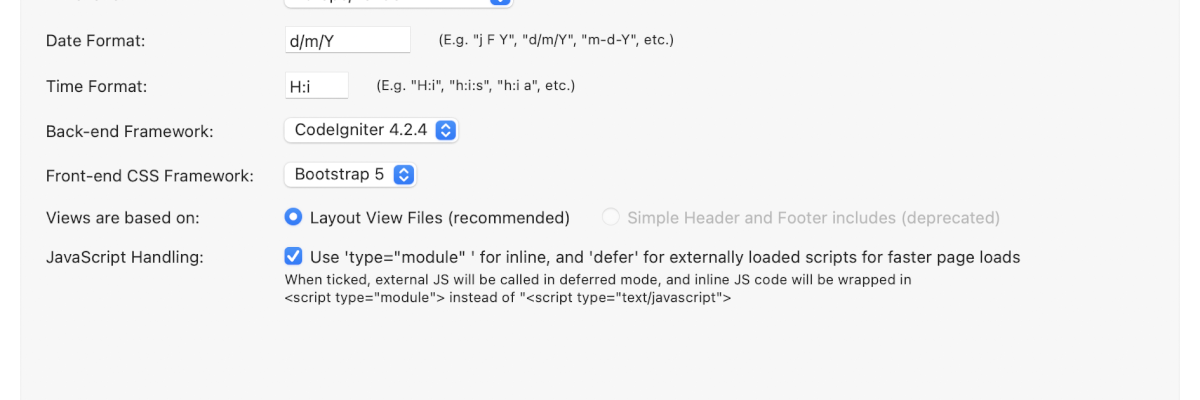 Date Format: d/m/Y (E.g. "j F Y", "d/m/Y", "m-d-Y", etc.)
Time Format: H:i (E.g. "H:i", "h:i:s", "h:i a", etc.)
Back-end Framework: CodeIgniter 4.2.4
Front-end CSS Framework: Bootstrap 5
Views are based on: Layout View Files (recommended) Simple Header and Footer includes (deprecated)
JavaScript Handling: Use 'type="module" ' for inline, and 'defer' for externally loaded scripts for faster page loads
When ticked, external JS will be called in deferred mode, and inline JS code will be wrapped in
<script type="module"> instead of "<script type="text/javascript">